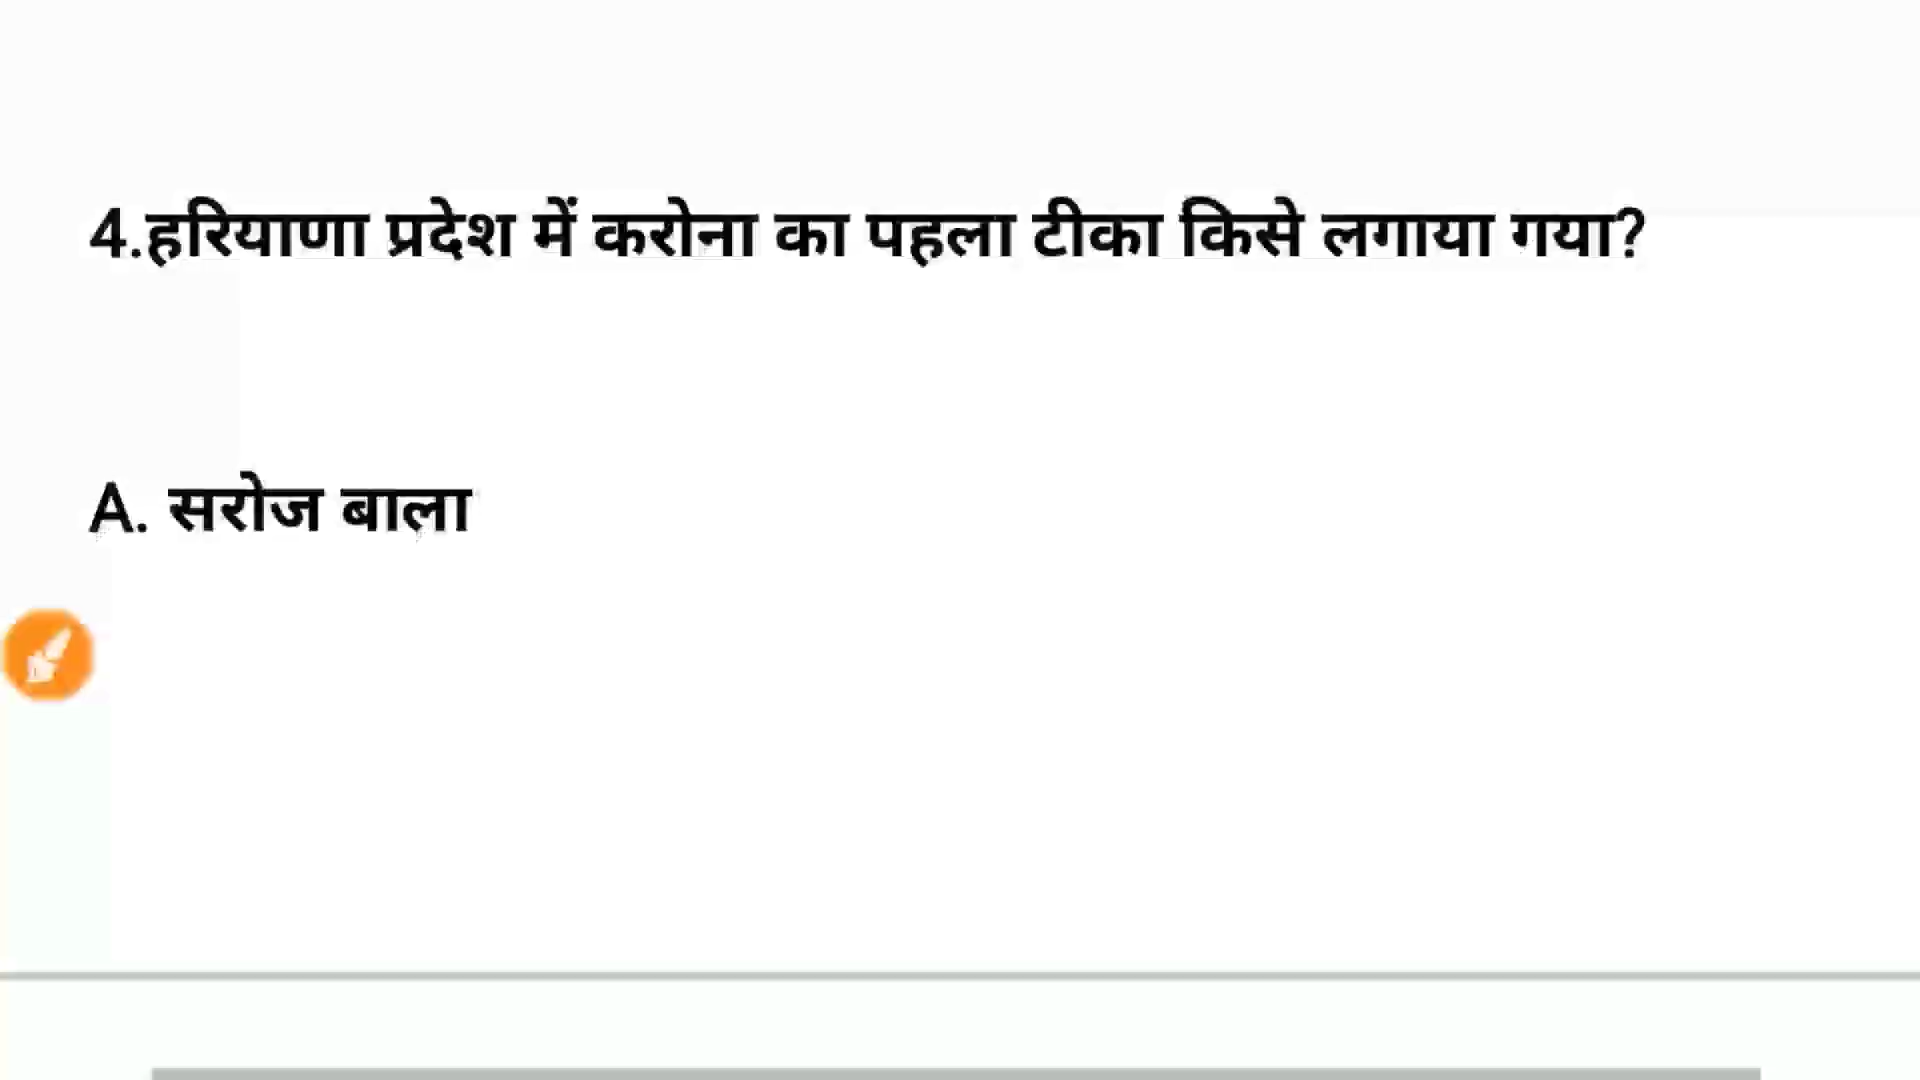 4.हरियाणा प्रदेश में करोना का पहला टीका किसे लगाया गया?
A. सरोज बाला